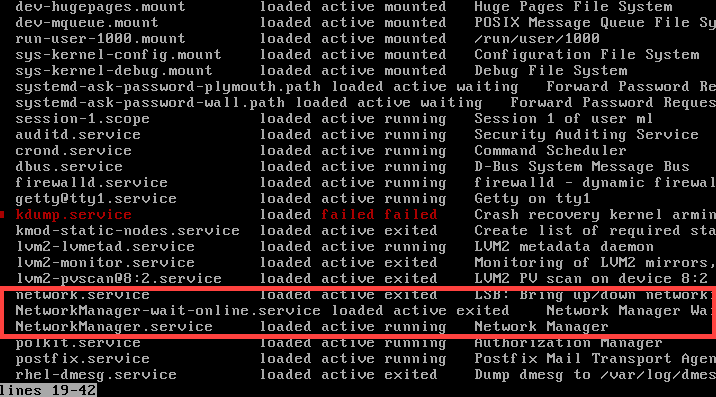 dev-hugepages.mount loaded active mounted Huge Pages File System
dev-mqueue.mount loaded active mounted POSIX Message Queue File Sy
run-user-1000.mount loaded active mounted /run/user/1000
sys-kernel-config.mount loaded active mounted Configuration File System
sys-kernel-debug.mount loaded active mounted Debug File System
systemd-ask-password-plymouth.path loaded active waiting Forward Password Re
systemd-ask-password-wall.path loaded active waiting Forward Password Reques
session-1.scope loaded active running Session 1 of user ml
auditd.service loaded active running Security Auditing Service
crond.service loaded active running Command Scheduler
dbus.service loaded active running D-Bus System Message Bus
firewalld.service loaded active running firewalld - dynamic firewal
getty@tty1.service loaded active running Getty on tty1
kdump.service loaded failed failed Crash recovery kernel armin
kmod-static-nodes.service loaded active exited Create list of required sta
lvm2-lvmetad.service loaded active running LVM2 metadata daemon
lvm2-monitor.service loaded active exited Monitoring of LVM2 mirrors,
lvm2-pvscan@8:2.service loaded active exited LVM2 PV scan on device 8:2
network.service loaded active exited LSB: Bring up/down network
NetworkManager-wait-online.service loaded active exited Network Manager Wai
NetworkManager.service loaded active running Network Manager
polkit.service loaded active running Authorization Manager
postfix.service loaded active running Postfix Mail Transport Agen
rhel-dmesg.service loaded active exited Dump dmesg to /var/log/dmes
lines 19-42